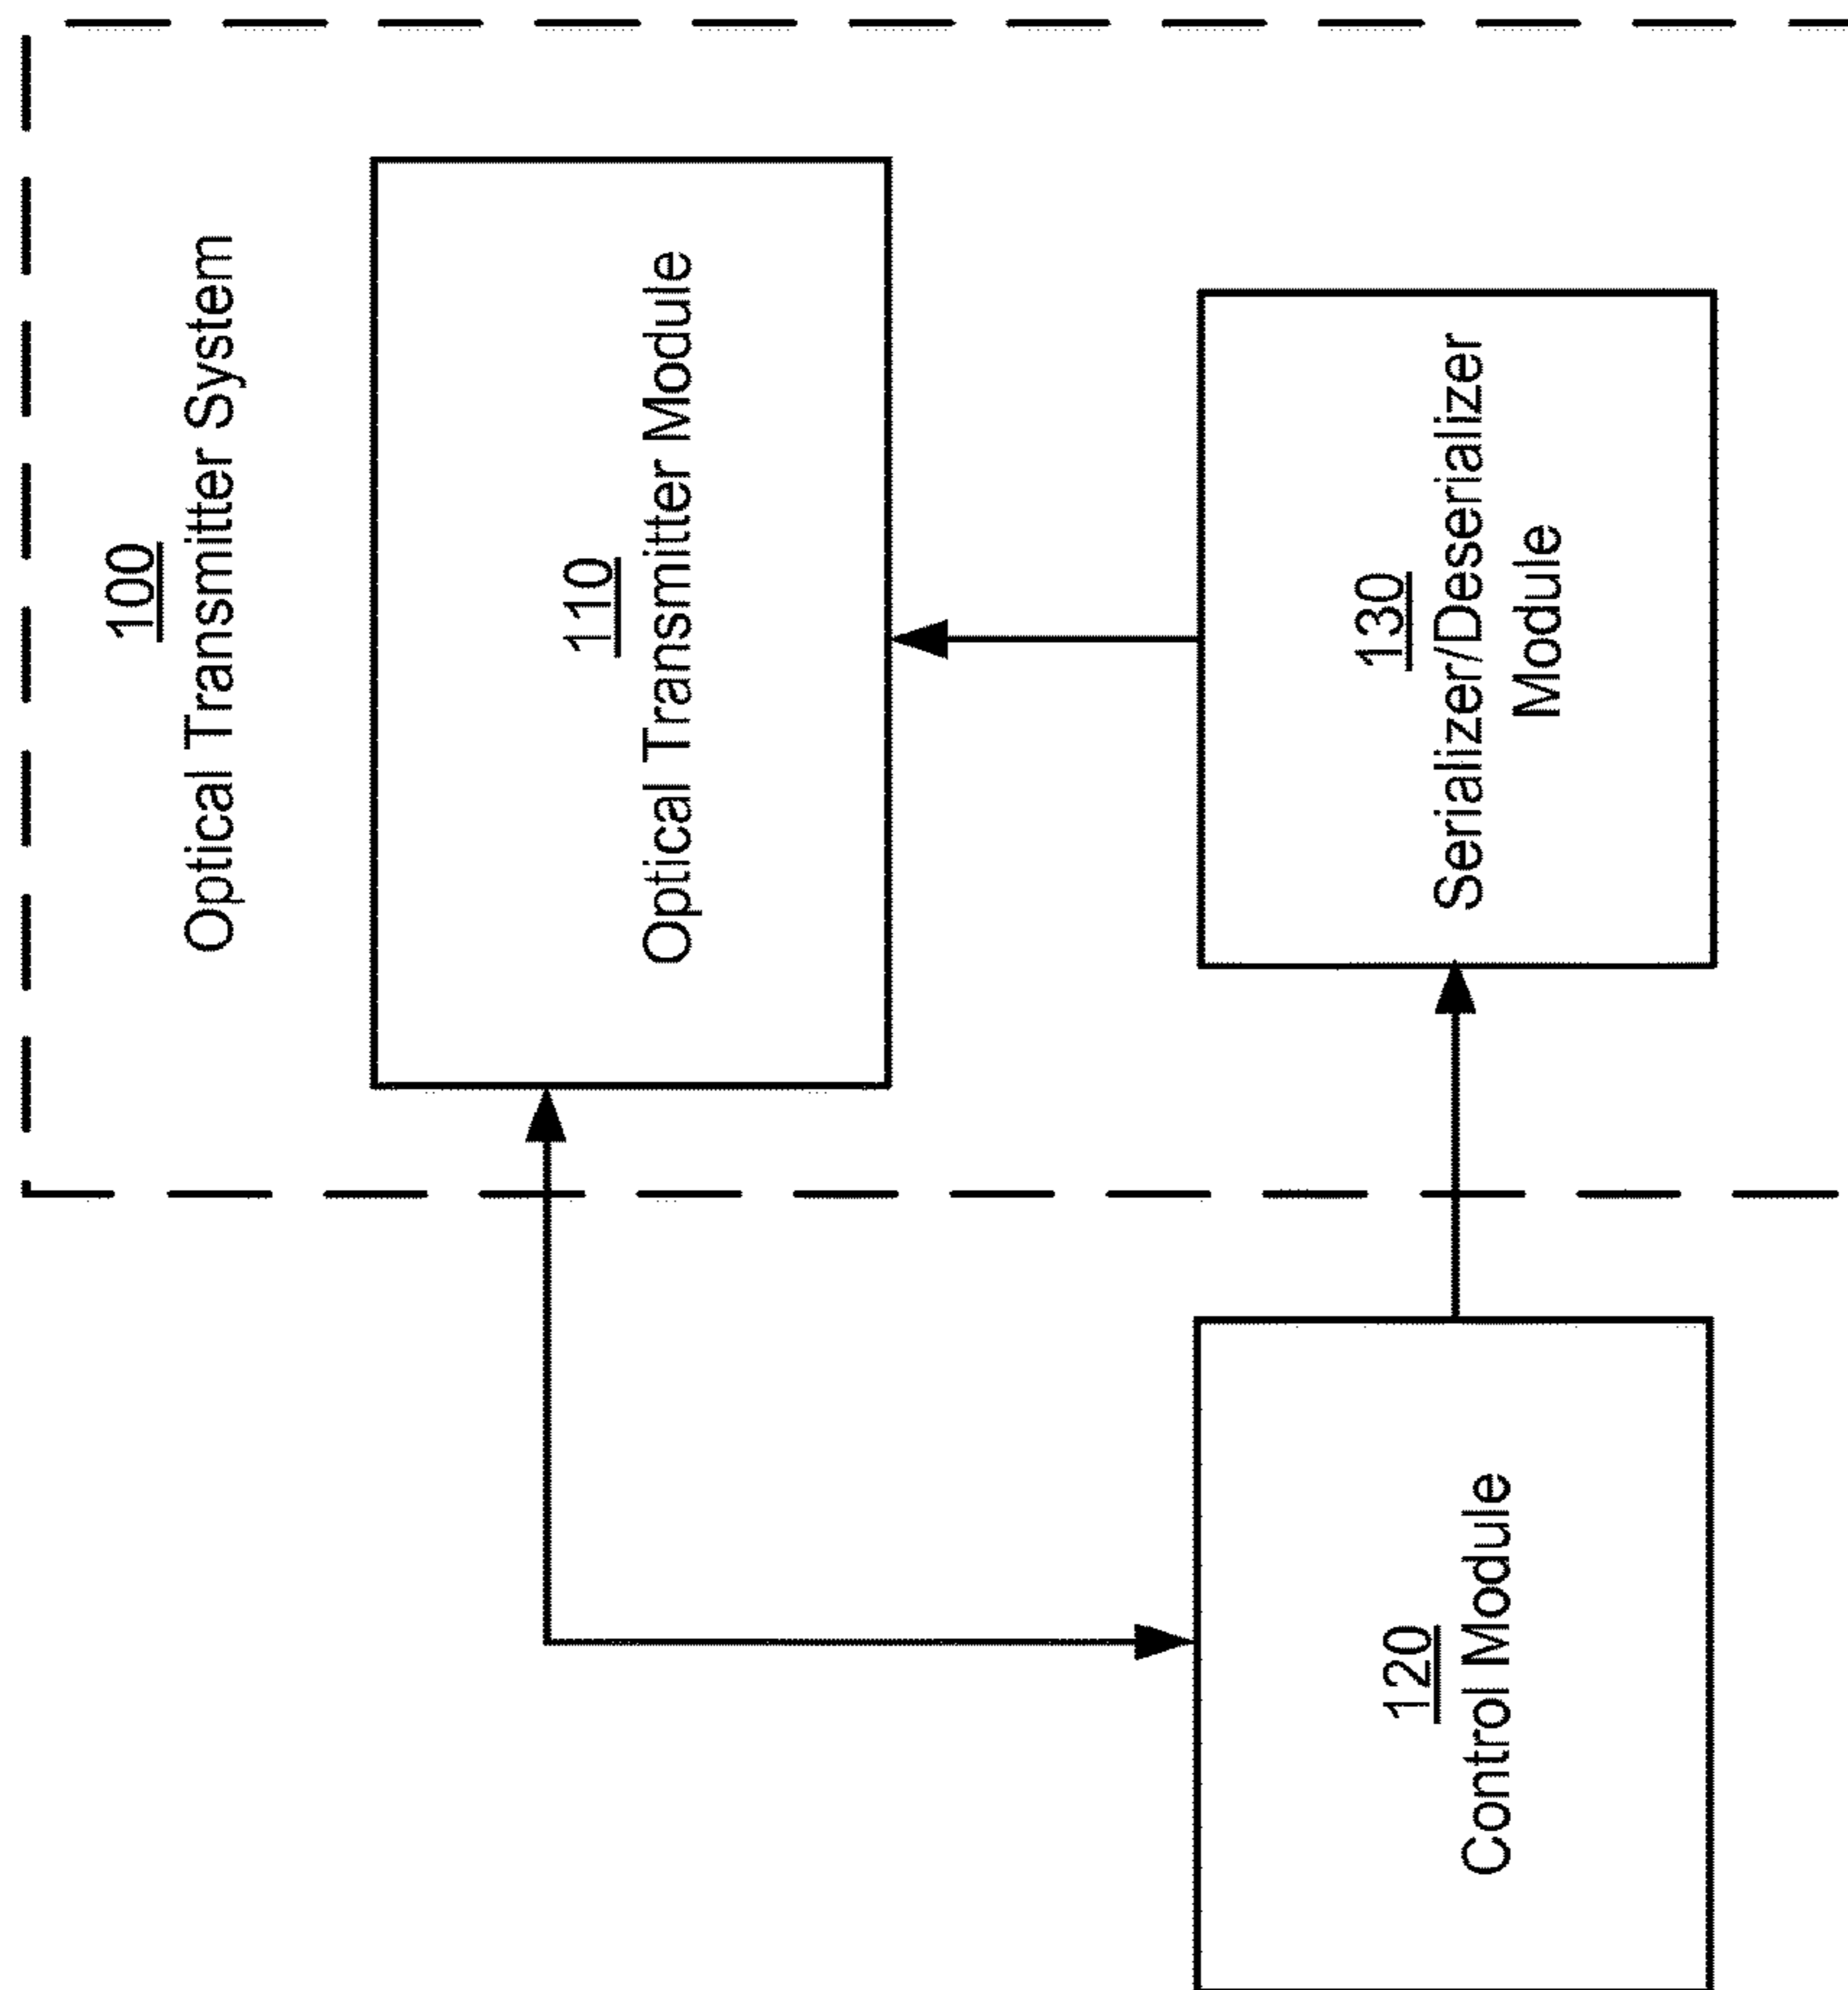 100
Optical Transmitter System
110
Optical Transmitter Module
120
Control Module
130
Serializer/Deserializer
Module